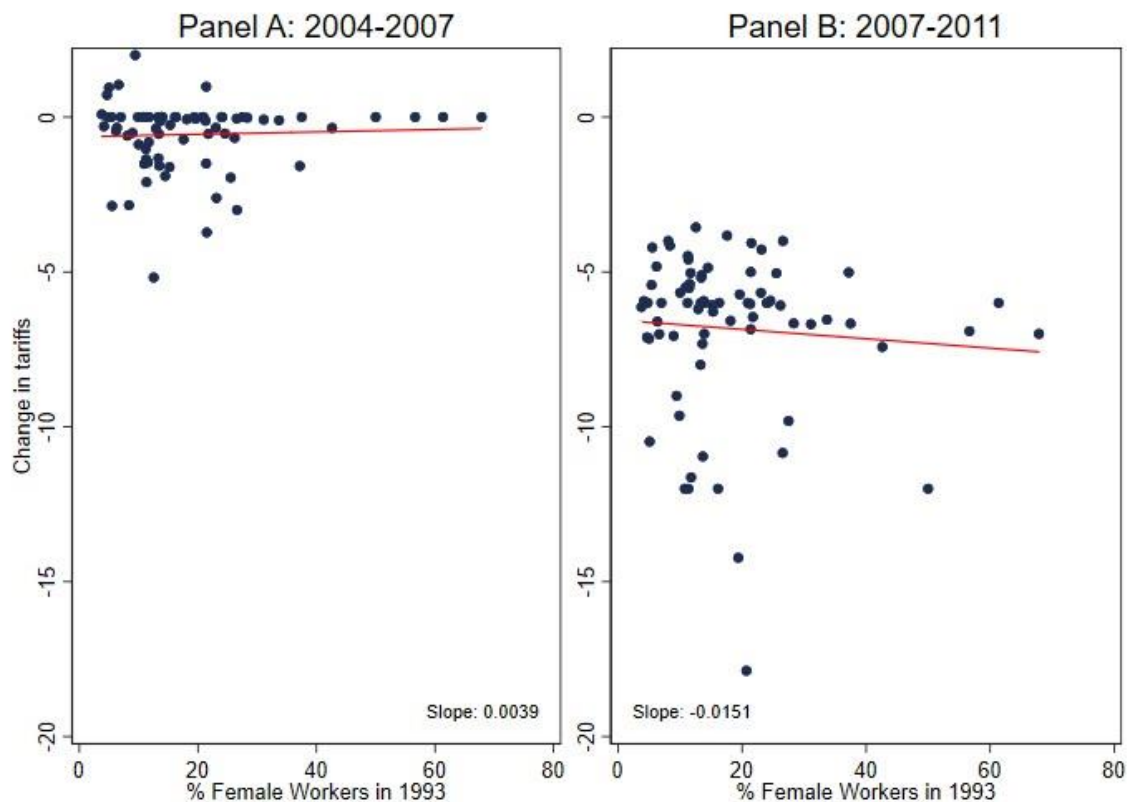 Panel A: 2004-2007
Panel B: 2007-2011
Change in tariffs
0
-5
-10
-15
-20
0
-5
-10
-15
-20
Slope: 0.0039
Slope: -0.0151
0 20 40 60 80
0 20 40 60 80
% Female Workers in 1993
% Female Workers in 1993